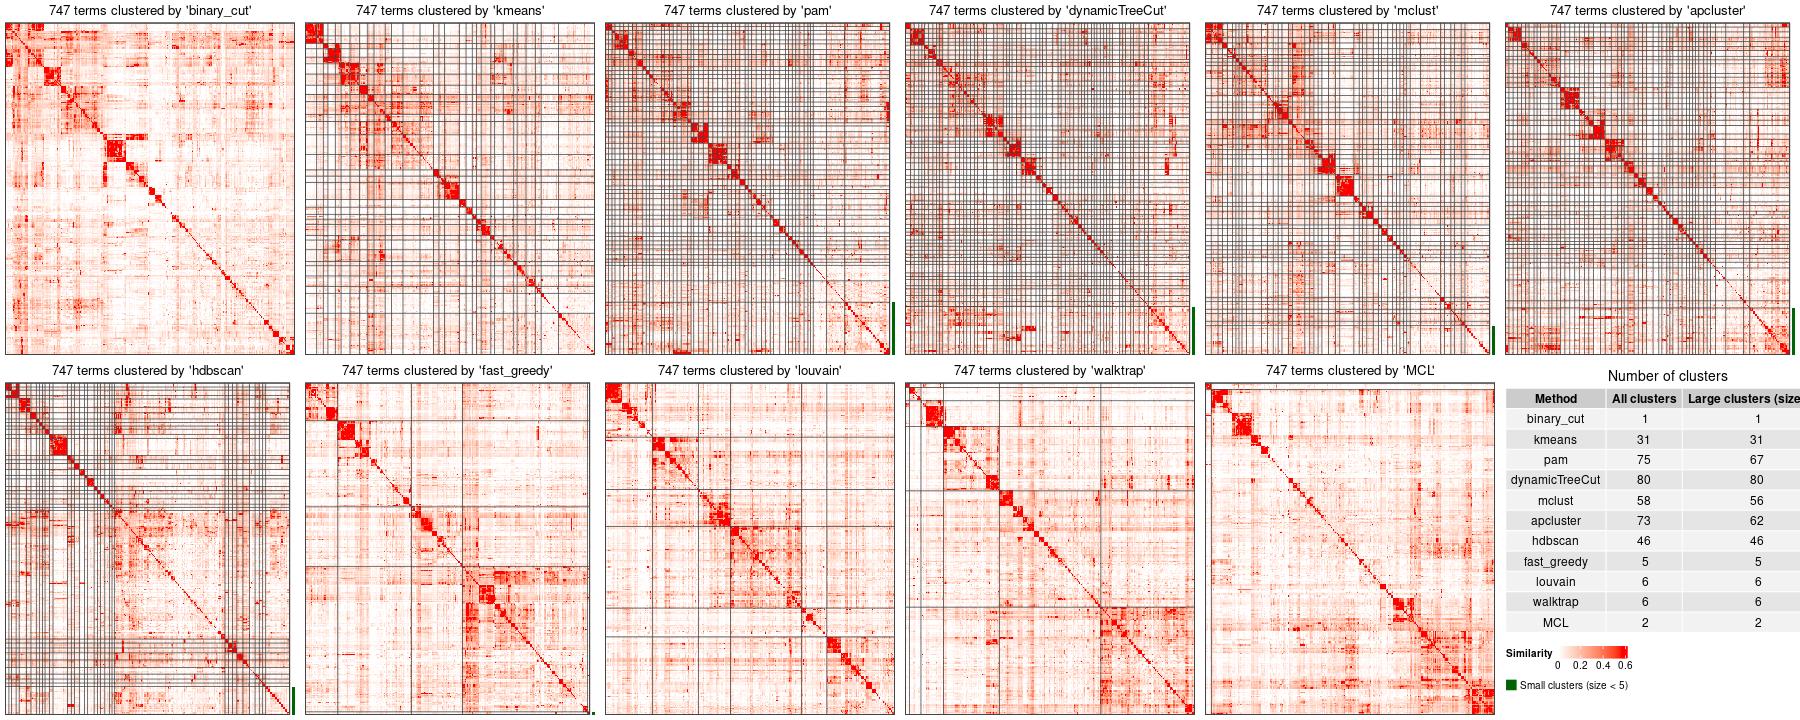 747 terms clustered by 'binary_cut'
747 terms clustered by 'kmeans'
747 terms clustered by 'pam'
747 terms clustered by 'dynamicTreeCut'
747 terms clustered by 'mclust'
747 terms clustered by 'apcluster'
747 terms clustered by 'hdbscan'
747 terms clustered by 'fast_greedy'
747 terms clustered by 'louvain'
747 terms clustered by 'walktrap'
747 terms clustered by 'MCL'
Number of clusters
Method All clusters Large clusters (size
binary_cut 1 1
kmeans 31 31
pam 75 67
dynamicTreeCut 80 80
mclust 58 56
apcluster 73 62
hdbscan 46 46
fast_greedy 5 5
louvain 6 6
walktrap 6 6
MCL 2 2
Similarity
0 0.2 0.4 0.6
Small clusters (size < 5)